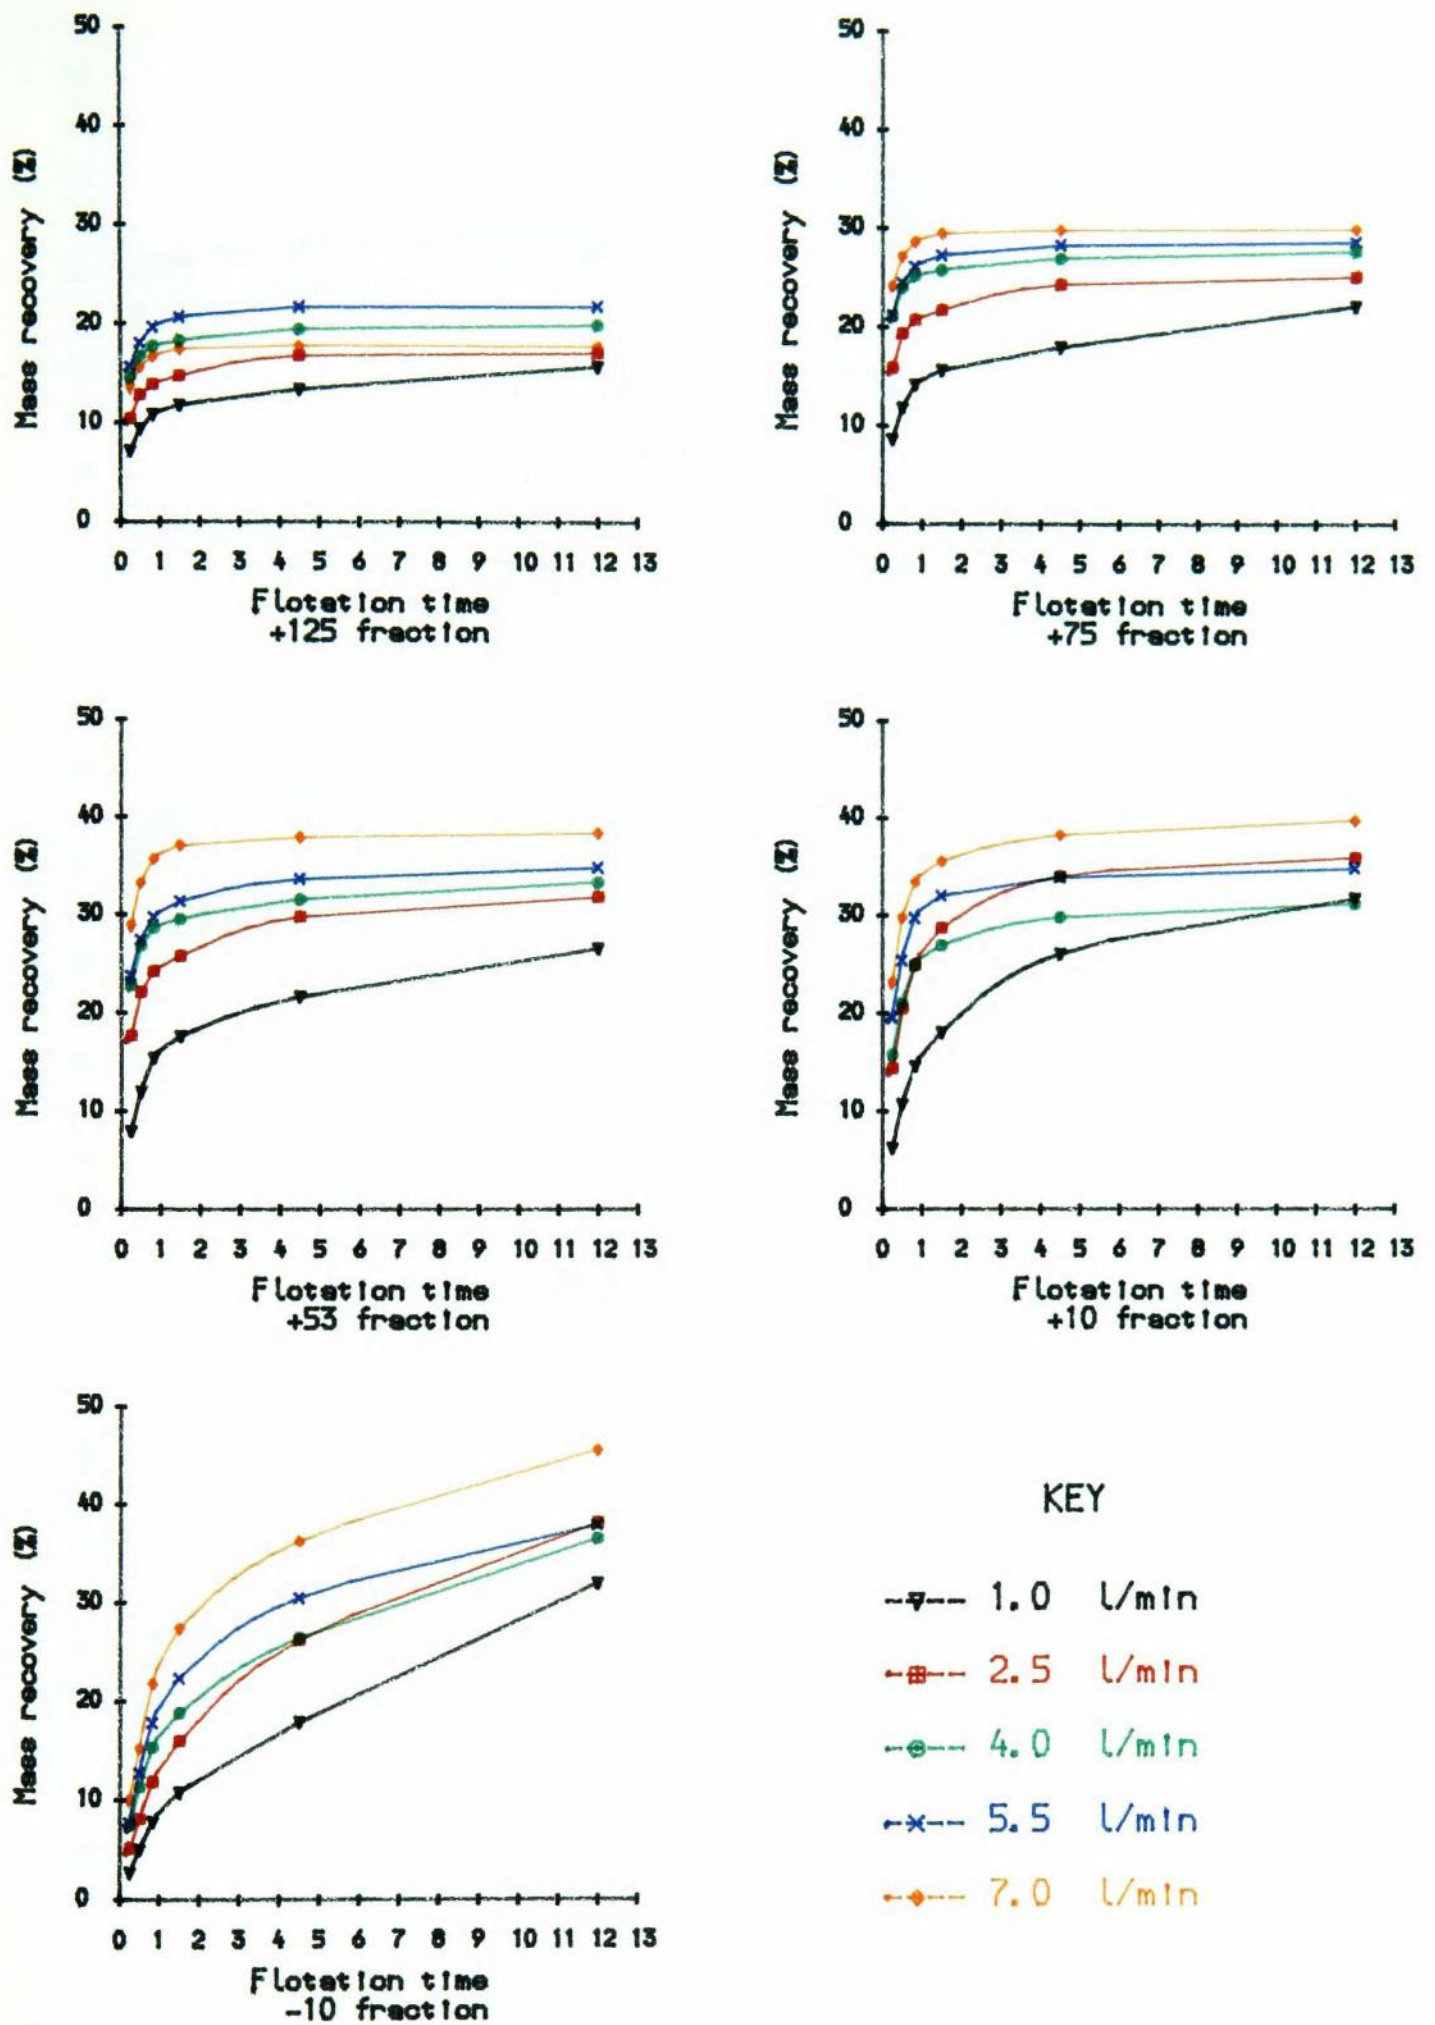 50
40
30
20
10
0
Mass recovery (%)
0 1 2 3 4 5 6 7 8 9 10 11 12 13
Flotation time
+125 fraction
50
40
30
20
10
0
Mass recovery (%)
0 1 2 3 4 5 6 7 8 9 10 11 12 13
Flotation time
+75 fraction
50
40
30
20
10
0
Mass recovery (%)
0 1 2 3 4 5 6 7 8 9 10 11 12 13
Flotation time
+53 fraction
50
40
30
20
10
0
Mass recovery (%)
0 1 2 3 4 5 6 7 8 9 10 11 12 13
Flotation time
+10 fraction
50
40
30
20
10
0
Mass recovery (%)
0 1 2 3 4 5 6 7 8 9 10 11 12 13
Flotation time
-10 fraction
KEY
1.0 l/min
2.5 l/min
4.0 l/min
5.5 l/min
7.0 l/min